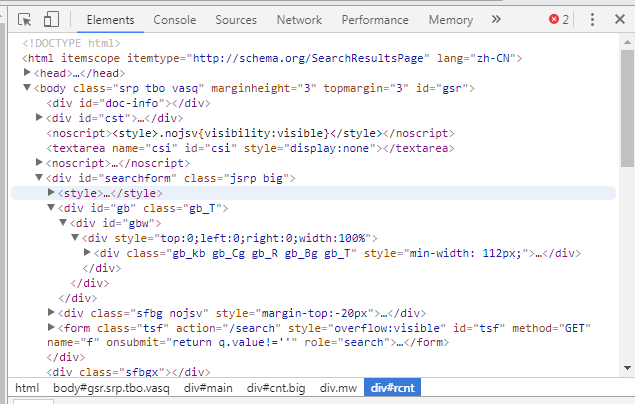 Elements Console Sources Network Performance Memory » 2
<!DOCTYPE html>
<html itemscope itemtype="http://schema.org/SearchResultsPage" lang="zh-CN">
<head>…</head>
<body class="srp tbo vasq" marginheight="3" topmargin="3" id="gsr">
<div id="doc-info"></div>
<div id="cst">…</div>
<noscript><style>.nojsv{visibility:visible}</style></noscript>
<textarea name="csi" id="csi" style="display:none"></textarea>
<noscript>…</noscript>
<div id="searchform" class="jsrp big">
<style>…</style>
<div id="gb" class="gb_T">
<div id="gbw">
<div style="top:0;left:0;right:0;width:100%">
<div class="gb_kb gb_Cg gb_R gb_Bg gb_T" style="min-width: 112px;">…</div>
</div>
</div>
</div>
<div class="sfbg nojsv" style="margin-top:-20px">…</div>
<form class="tsf" action="/search" style="overflow:visible" id="tsf" method="GET"
name="f" onsubmit="return q.value!=''" role="search">…</form>
</div>
<div class="sfbgx"></div>
html body#gsr.srp.tbo.vasq div#main div#cnt.big div.mw div#rcnt